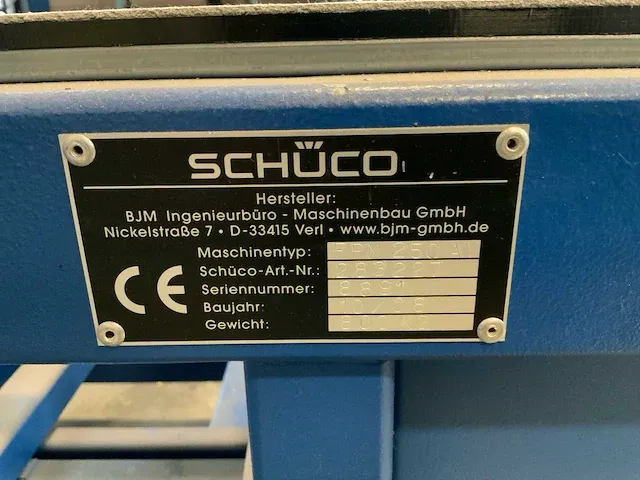 SCHÜCO
Hersteller:
BJM Ingenieurbüro - Maschinenbau GmbH
Nickelstraße 7 • D-33415 Verl • www.bjm-gmbh.de
Maschinentyp:
Schüco-Art.-Nr.:
Seriennummer:
Baujahr:
Gewicht:
CE